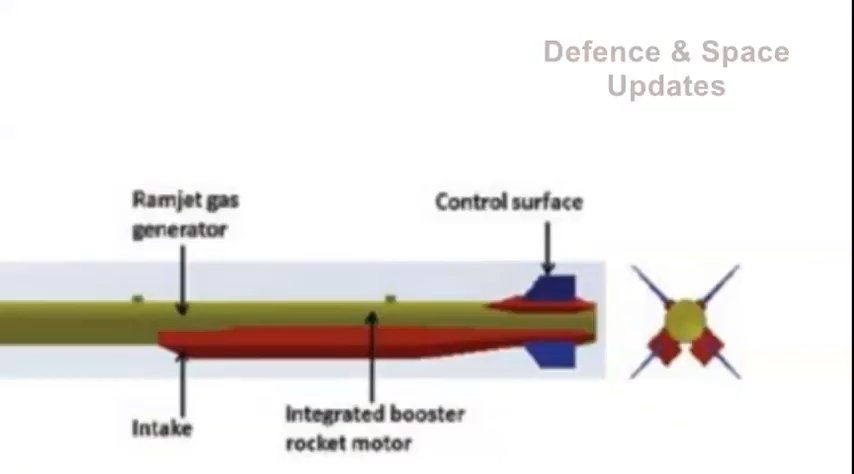 Defence & Space
Updates
Ramjet gas
generator
Control surface
Intake
Integrated booster
rocket motor